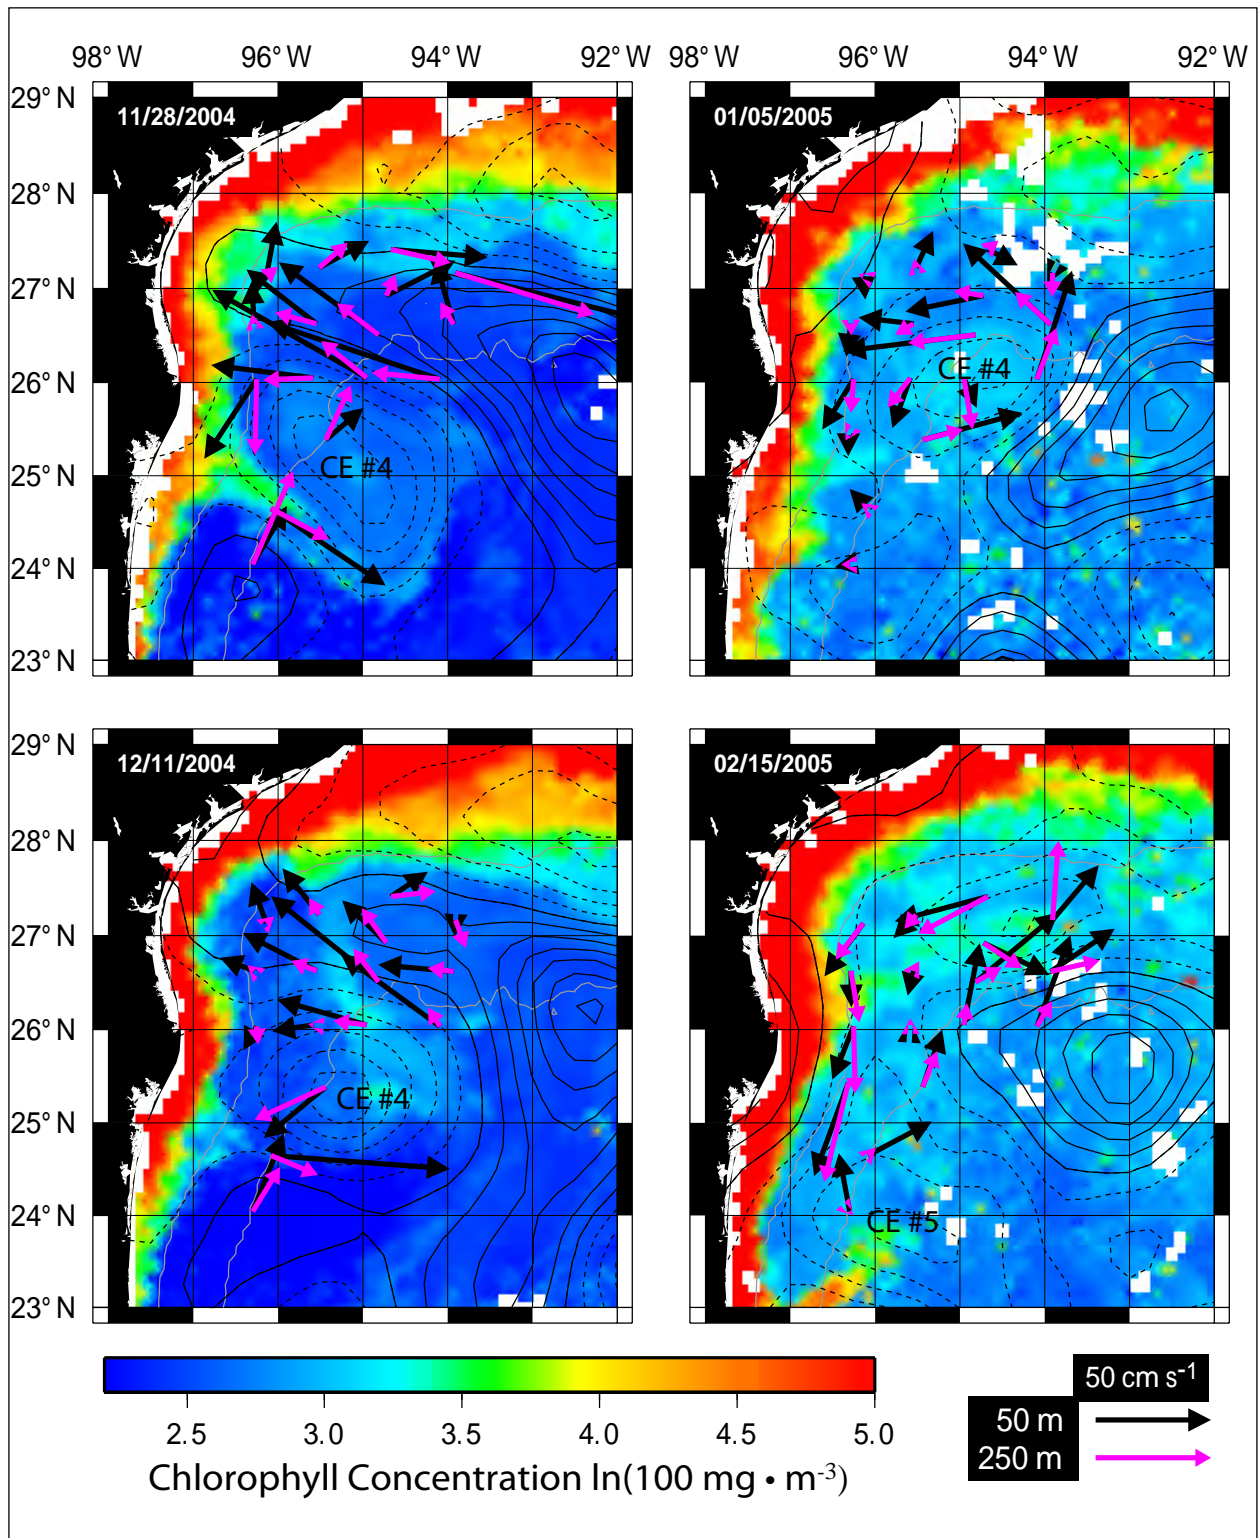 98° W 96° W 94° W 92° W 98° W 96° W 94° W 92° W
29° N
28° N
27° N
26° N
25° N
24° N
23° N
11/28/2004
CE #4
01/05/2005
CE #4
29° N
28° N
27° N
26° N
25° N
24° N
23° N
12/11/2004
CE #4
02/15/2005
CE #5
2.5 3.0 3.5 4.0 4.5 5.0
Chlorophyll Concentration ln(100 mg • m⁻³)
50 cm s⁻¹
50 m
250 m